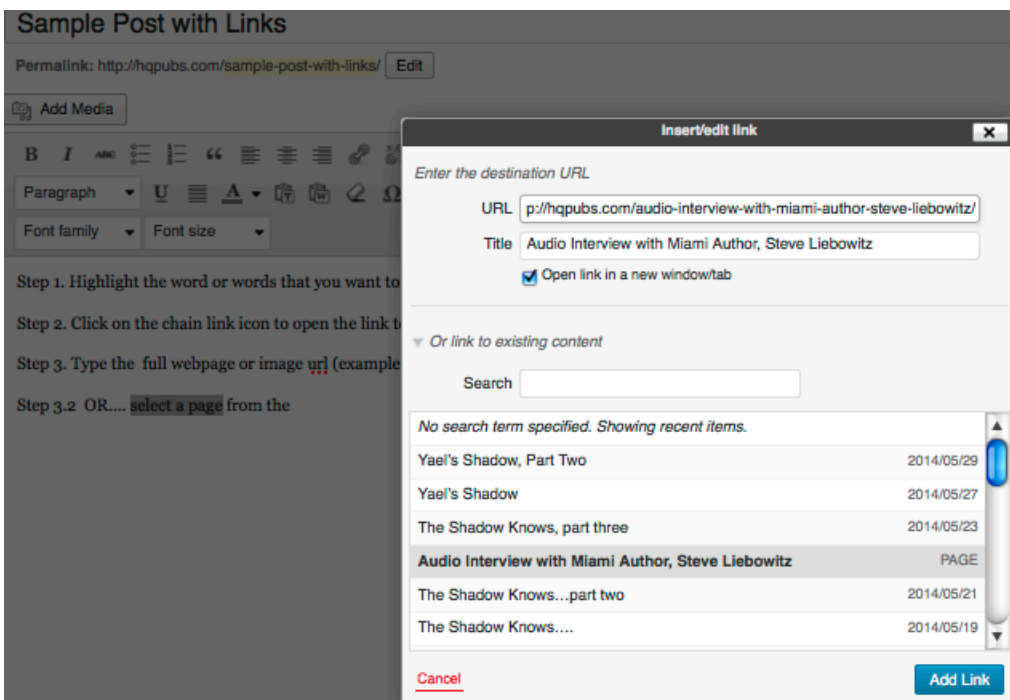 Sample Post with Links
Permalink: http://hqpubs.com/sample-post-with-links/ Edit
Add Media
B I ABC
Paragraph U A T W Ω
Font family Font size
Step 1. Highlight the word or words that you want to
Step 2. Click on the chain link icon to open the link t
Step 3. Type the full webpage or image url (example
Step 3.2 OR.... select a page from the
Insert/edit link
Enter the destination URL
URL p://hqpubs.com/audio-interview-with-miami-author-steve-liebowitz/
Title Audio Interview with Miami Author, Steve Liebowitz
Open link in a new window/tab
Or link to existing content
Search
No search term specified. Showing recent items.
Yael's Shadow, Part Two 2014/05/29
Yael's Shadow 2014/05/27
The Shadow Knows, part three 2014/05/23
Audio Interview with Miami Author, Steve Liebowitz PAGE
The Shadow Knows…part two 2014/05/21
The Shadow Knows…. 2014/05/19
Cancel Add Link